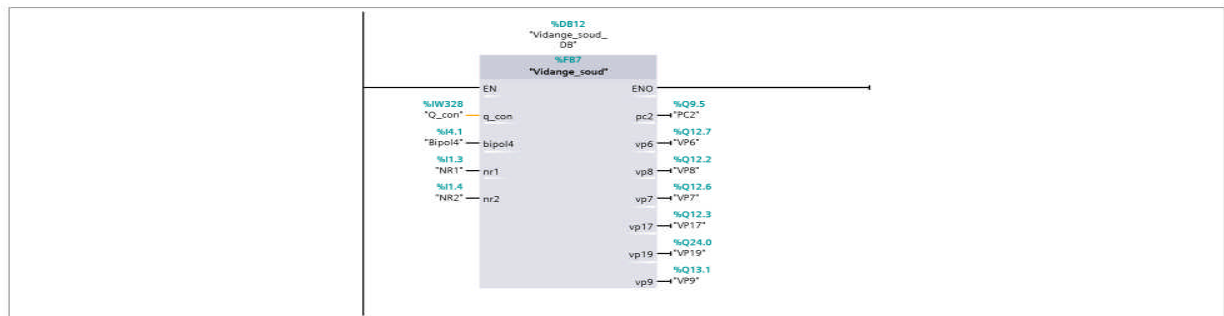 %DB12
"Vidange_soud_
DB"
%FB7
"Vidange_soud"
EN ENO
%IW328 %Q9.5
"Q_con" q_con pc2 "PC2"
%I4.1 %Q12.7
"Bipol4" bipol4 vp6 "VP6"
%I1.3 %Q12.2
"NR1" nr1 vp8 "VP8"
%I1.4 %Q12.6
"NR2" nr2 vp7 "VP7"
%Q12.3
vp17 "VP17"
%Q24.0
vp19 "VP19"
%Q13.1
vp9 "VP9"